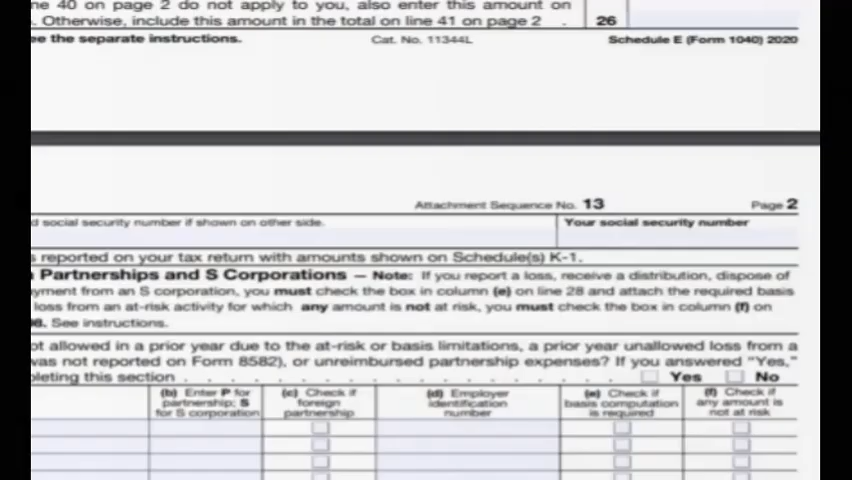 ne 40 on page 2 do not apply to you, also enter this amount on
. Otherwise, include this amount in the total on line 41 on page 2 . 26
ee the separate instructions. Cat. No. 11344L Schedule E (Form 1040) 2020
Attachment Sequence No. 13 Page 2
d social security number if shown on other side. Your social security number
s reported on your tax return with amounts shown on Schedule(s) K-1.
Partnerships and S Corporations — Note: If you report a loss, receive a distribution, dispose of
yment from an S corporation, you must check the box in column (e) on line 28 and attach the required basis
loss from an at-risk activity for which any amount is not at risk, you must check the box in column (f) on
8. See instructions.
ot allowed in a prior year due to the at-risk or basis limitations, a prior year unallowed loss from a
was not reported on Form 8582), or unreimbursed partnership expenses? If you answered “Yes,”
pleting this section . . . . . . . . . . . . . . . . . . . . . Yes No
(b) Enter P for partnership; S for S corporation
(c) Check if foreign partnership
(d) Employer identification number
(e) Check if basis computation is required
(f) Check if any amount is not at risk